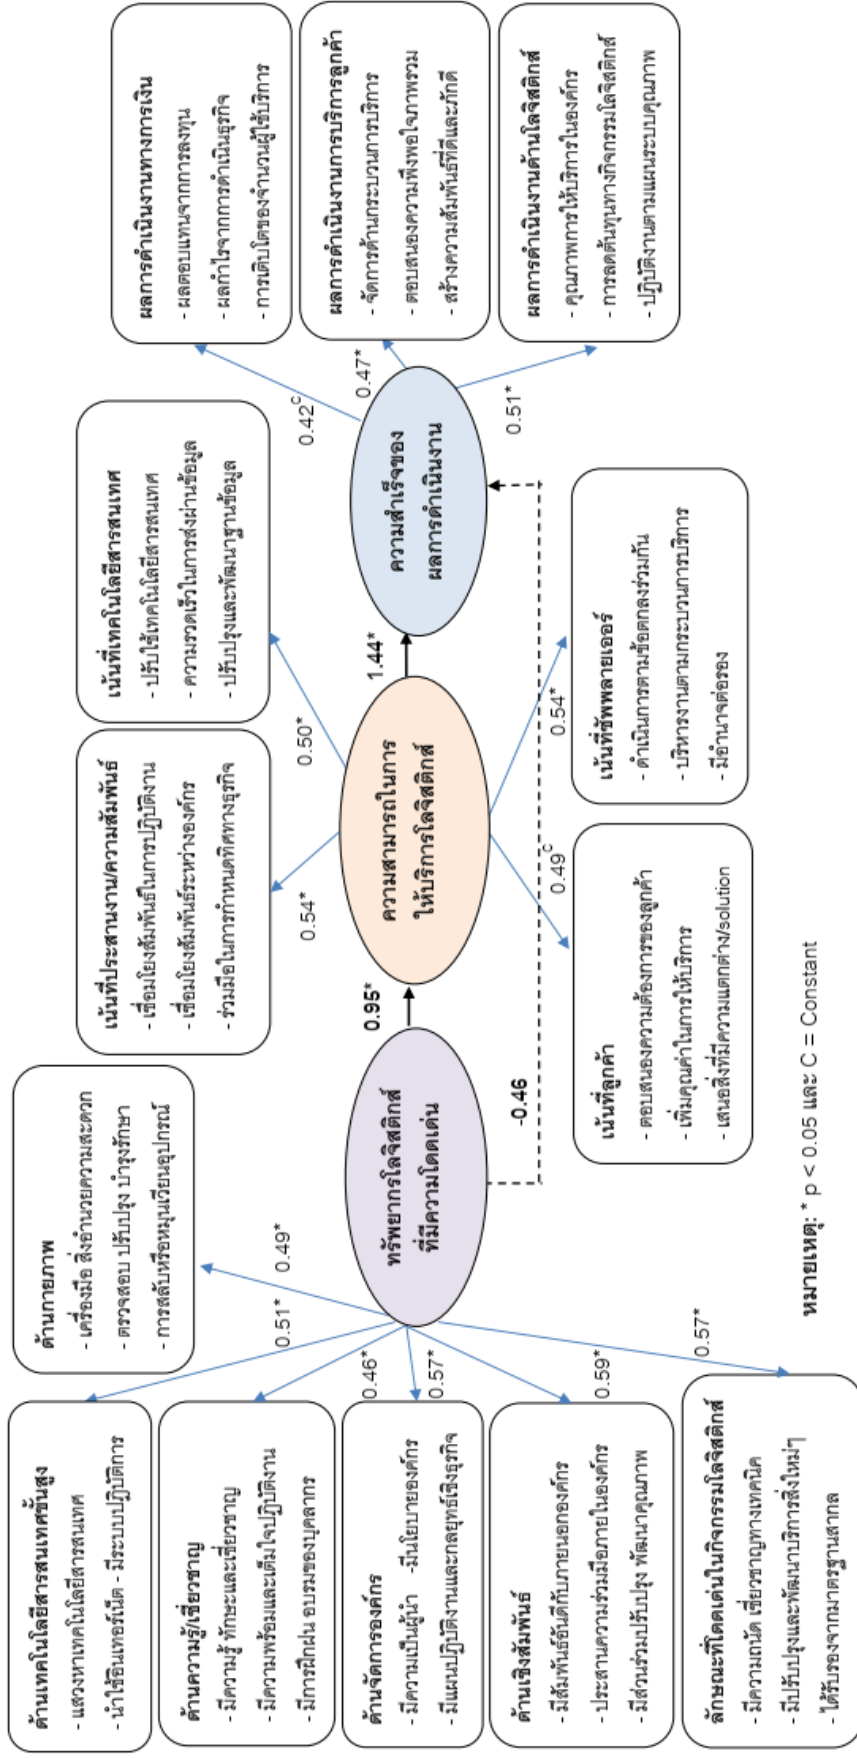 ด้านกายภาพ
- เครื่องมือ สิ่งอำนวยความสะดวก
- ตรวจสอบ ปรับปรุง บำรุงรักษา
- การสลับหรือหมุนเวียนอุปกรณ์
ด้านเทคโนโลยีสารสนเทศขั้นสูง
- แสวงหาเทคโนโลยีสารสนเทศ
- นำใช้อินเทอร์เน็ต - มีระบบปฏิบัติการ
ด้านความรู้/เชี่ยวชาญ
- มีความรู้ ทักษะและเชี่ยวชาญ
- มีความพร้อมและเต็มใจปฏิบัติงาน
- มีการฝึกฝน อบรมของบุคลากร
ด้านจัดการองค์กร
- มีความเป็นผู้นำ -มีนโยบายองค์กร
- มีแผนปฏิบัติงานและกลยุทธ์เชิงธุรกิจ
ด้านเชิงสัมพันธ์
- มีสัมพันธ์อันดีกับภายนอกองค์กร
- ประสานความร่วมมือภายในองค์กร
- มีส่วนร่วมปรับปรุง พัฒนาคุณภาพ
ลักษณะที่โดดเด่นในกิจกรรมโลจิสติกส์
- มีความถนัด เชี่ยวชาญทางเทคนิค
- มีปรับปรุงและพัฒนาบริการสิ่งใหม่ๆ
- ได้รับรองจากมาตรฐานสากล
0.49*
0.51*
0.46*
0.57*
0.59*
0.57*
ทรัพยากรโลจิสติกส์
ที่มีความโดดเด่น
0.95*
-0.46
เน้นที่ประสานงาน/ความสัมพันธ์
- เชื่อมโยงสัมพันธ์ในการปฏิบัติงาน
- เชื่อมโยงสัมพันธ์ระหว่างองค์กร
- ร่วมมือในการกำหนดทิศทางธุรกิจ
เน้นที่เทคโนโลยีสารสนเทศ
- ปรับใช้เทคโนโลยีสารสนเทศ
- ความรวดเร็วในการส่งผ่านข้อมูล
- ปรับปรุงและพัฒนาฐานข้อมูล
0.54*
0.50*
ความสามารถในการ
ให้บริการโลจิสติกส์
1.44*
0.49C
0.54*
เน้นที่ลูกค้า
- ตอบสนองความต้องการของลูกค้า
- เพิ่มคุณค่าในการให้บริการ
- เสนอสิ่งที่มีความแตกต่าง/solution
เน้นที่ซัพพลายเออร์
- ดำเนินการตามข้อตกลงร่วมกัน
- บริหารงานตามกระบวนการบริการ
- มีอำนาจต่อรอง
ความสำเร็จของ
ผลการดำเนินงาน
0.42C
0.47*
0.51*
ผลการดำเนินงานทางการเงิน
- ผลตอบแทนจากการลงทุน
- ผลกำไรจากการดำเนินธุรกิจ
- การเติบโตของจำนวนผู้ใช้บริการ
ผลการดำเนินงานการบริการลูกค้า
- จัดการด้านกระบวนการบริการ
- ตอบสนองความพึงพอใจภาพรวม
- สร้างความสัมพันธ์ที่ดีและภักดี
ผลการดำเนินงานด้านโลจิสติกส์
- คุณภาพการให้บริการในองค์กร
- การลดต้นทุนทางกิจกรรมโลจิสติกส์
- ปฏิบัติงานตามแผนระบบคุณภาพ
หมายเหตุ: * p < 0.05 และ C = Constant